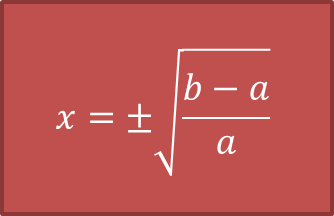 x = ±√((b − a)/a)